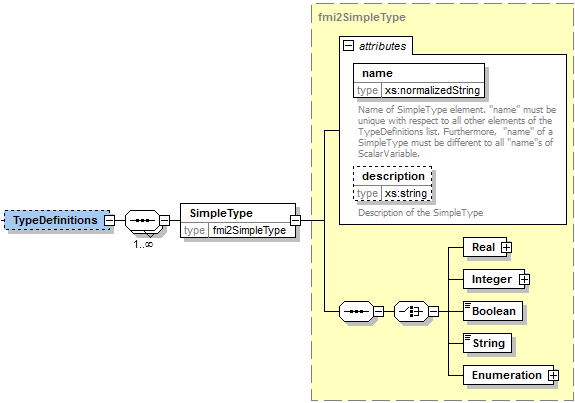 fmi2SimpleType
attributes
name
type xs:normalizedString
Name of SimpleType element. "name" must be
unique with respect to all other elements of the
TypeDefinitions list. Furthermore, "name" of a
SimpleType must be different to all "name"s of
ScalarVariable.
description
type xs:string
Description of the SimpleType
TypeDefinitions
1..∞
SimpleType
type fmi2SimpleType
Real
Integer
Boolean
String
Enumeration